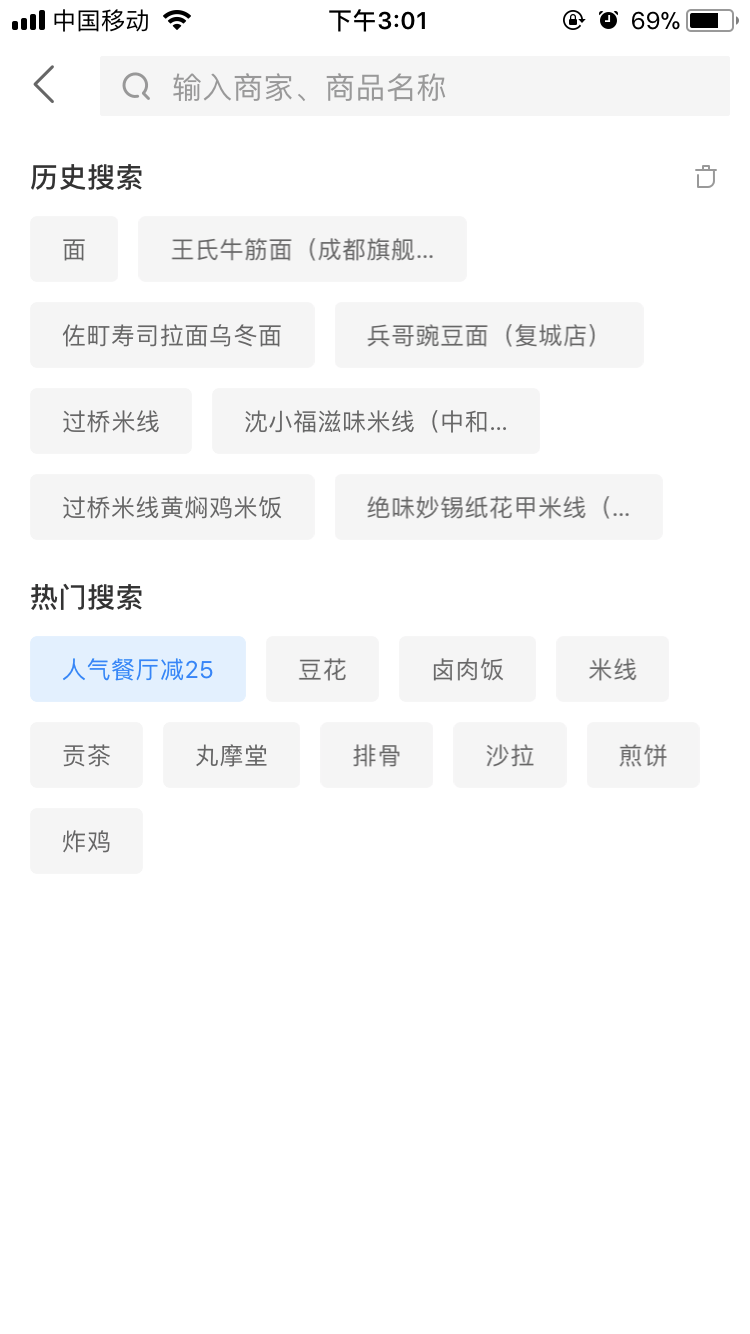 中国移动 下午3:01 69%
输入商家、商品名称
历史搜索
面 王氏牛筋面（成都旗舰...
佐町寿司拉面乌冬面 兵哥豌豆面（复城店）
过桥米线 沈小福滋味米线（中和...
过桥米线黄焖鸡米饭 绝味妙锡纸花甲米线（...
热门搜索
人气餐厅减25 豆花 卤肉饭 米线
贡茶 丸摩堂 排骨 沙拉 煎饼
炸鸡